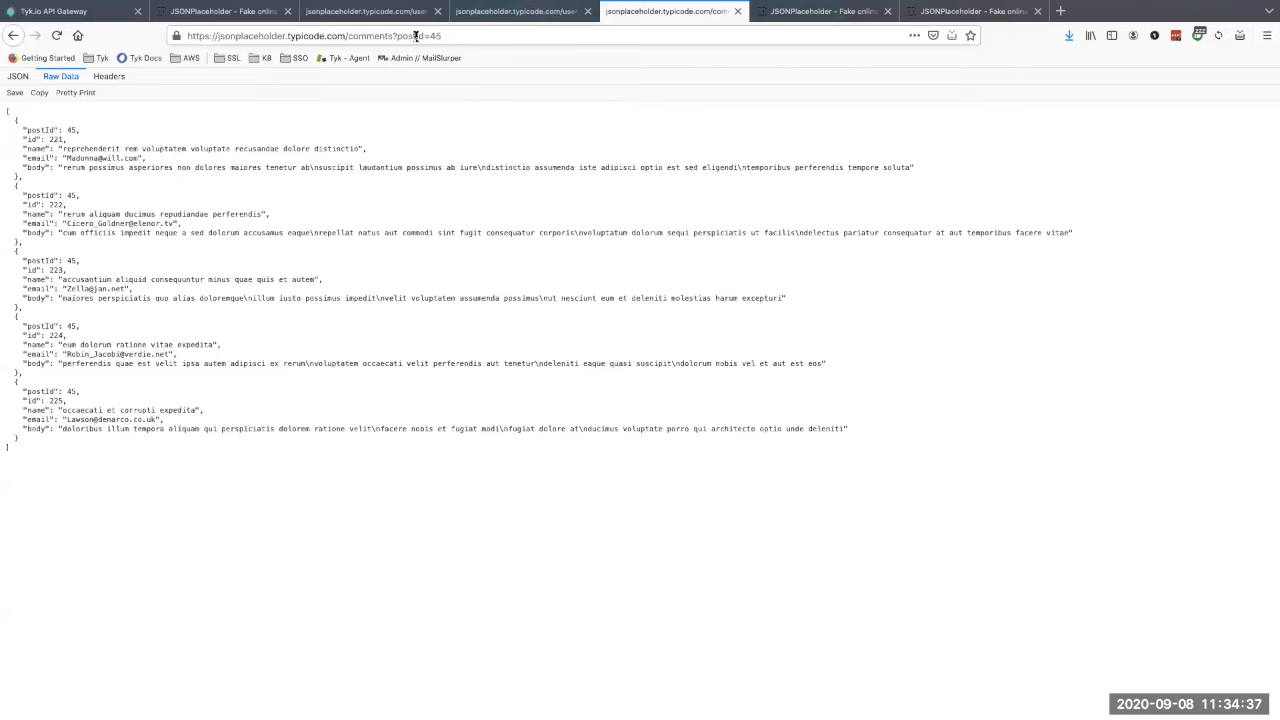 Tyk.io API Gateway
JSONPlaceholder - Fake onlin
jsonplaceholder.typicode.com/use
jsonplaceholder.typicode.com/use
jsonplaceholder.typicode.com/com
JSONPlaceholder - Fake online
JSONPlaceholder - Fake online
https://jsonplaceholder.typicode.com/comments?postId=45
Getting Started Tyk Tyk Docs AWS SSL K8 SSO Tyk - Agent Admin // MailSlurper
JSON Raw Data Headers
Save Copy Pretty Print
[
{
"postId": 45,
"id": 221,
"name": "reprehenderit rem voluptatem voluptate recusandae dolore distinctio",
"email": "Madonna@will.com",
"body": "rerum possimus asperiores non dolores maiores tenetur ab\nsuscipit laudantium possimus ab iure\ndistinctio assumenda iste adipisci optio est sed eligendi\ntemporibus perferendis tempore soluta"
},
{
"postId": 45,
"id": 222,
"name": "rerum aliquam ducimus repudiandae perferendis",
"email": "Cicero_Goldner@elenor.tv",
"body": "cum officiis impedit neque a sed dolorum accusamus eaque\nrepellat natus aut commodi sint fugit consequatur corporis\nvoluptatum dolorum sequi perspiciatis ut facilis\ndelectus pariatur consequatur at aut temporibus facere vitae"
},
{
"postId": 45,
"id": 223,
"name": "accusantium aliquid consequuntur minus quae quis et autem",
"email": "Zella@jan.net",
"body": "maiores perspiciatis quo alias doloremque\nillum iusto possimus impedit\nvelit voluptatem assumenda possimus\nut nesciunt eum et deleniti molestias harum excepturi"
},
{
"postId": 45,
"id": 224,
"name": "eum dolorum ratione vitae expedita",
"email": "Robin_Jacobi@verdie.net",
"body": "perferendis quae est velit ipsa autem adipisci ex rerum\nvoluptatem occaecati velit perferendis aut tenetur\ndeleniti eaque quasi suscipit\ndolorum nobis vel et aut est eos"
},
{
"postId": 45,
"id": 225,
"name": "occaecati et corrupti expedita",
"email": "Lawson@demarco.co.uk",
"body": "doloribus illum tempora aliquam qui perspiciatis dolorem ratione velit\nfacere nobis et fugiat modi\nfugiat dolore at\nducimus voluptate porro qui architecto optio unde deleniti"
}
]
2020-09-08 11:34:37